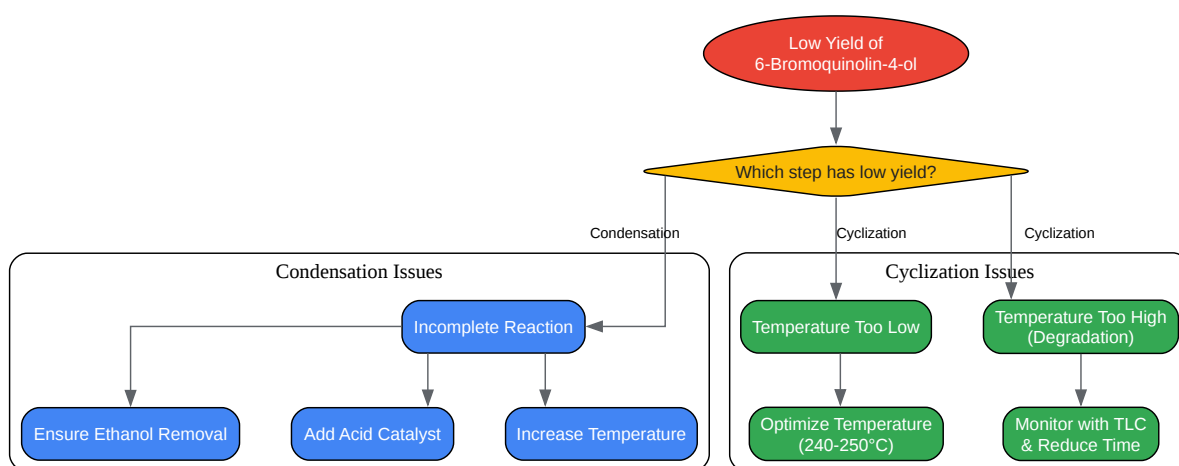 Low Yield of
6-Bromoquinolin-4-ol
Which step has low yield?
Condensation
Cyclization
Cyclization
Condensation Issues
Cyclization Issues
Incomplete Reaction
Temperature Too Low
Temperature Too High
(Degradation)
Ensure Ethanol Removal
Add Acid Catalyst
Increase Temperature
Optimize Temperature
(240-250°C)
Monitor with TLC
& Reduce Time